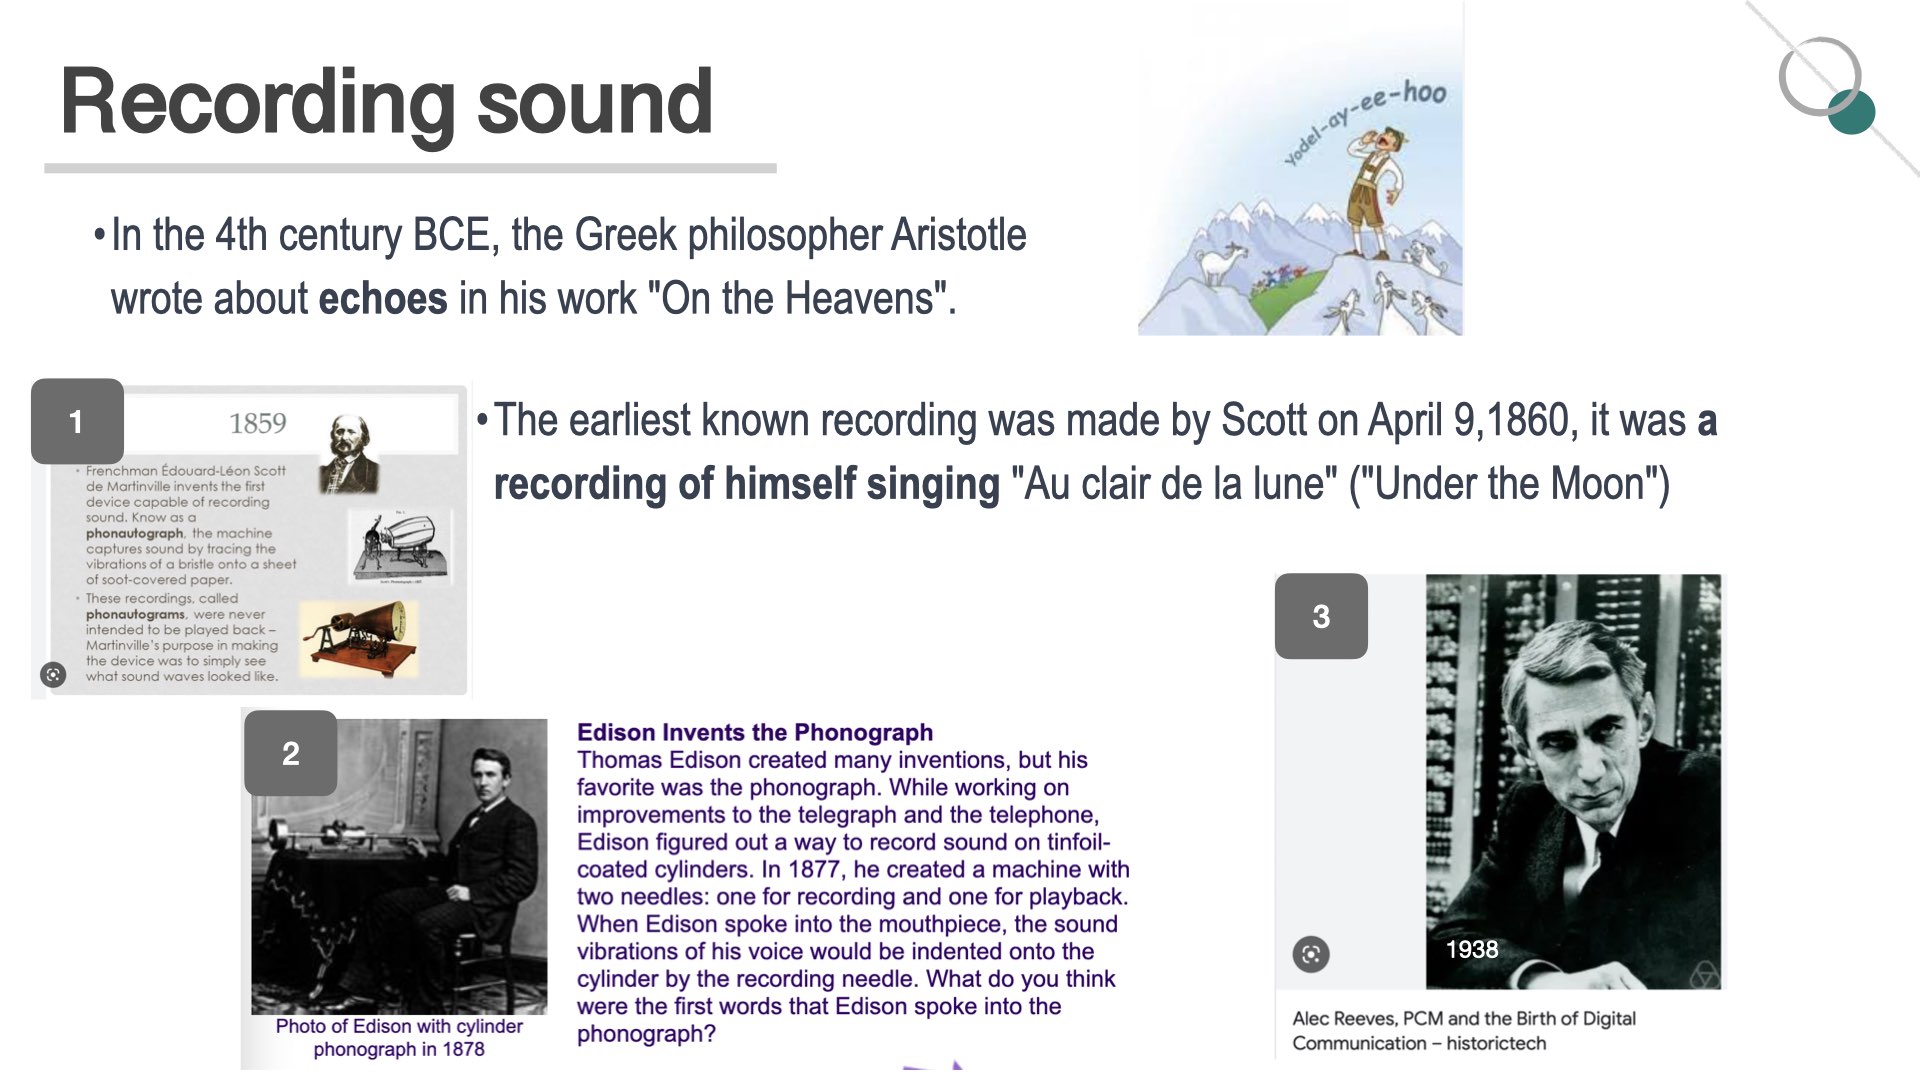 Recording sound
Yodel-ay-ee-hoo
•In the 4th century BCE, the Greek philosopher Aristotle
wrote about echoes in his work "On the Heavens".
1
1859
• Frenchman Édouard-Léon Scott
de Martinville invents the first
device capable of recording
sound. Know as a
phonautograph, the machine
captures sound by tracing the
vibrations of a bristle onto a sheet
of soot-covered paper.
• These recordings, called
phonautograms, were never
intended to be played back –
Martinville's purpose in making
the device was to simply see
what sound waves looked like.
•The earliest known recording was made by Scott on April 9,1860, it was a
recording of himself singing "Au clair de la lune" ("Under the Moon")
2
Photo of Edison with cylinder
phonograph in 1878
Edison Invents the Phonograph
Thomas Edison created many inventions, but his
favorite was the phonograph. While working on
improvements to the telegraph and the telephone,
Edison figured out a way to record sound on tinfoil-
coated cylinders. In 1877, he created a machine with
two needles: one for recording and one for playback.
When Edison spoke into the mouthpiece, the sound
vibrations of his voice would be indented onto the
cylinder by the recording needle. What do you think
were the first words that Edison spoke into the
phonograph?
3
1938
Alec Reeves, PCM and the Birth of Digital
Communication – historictech